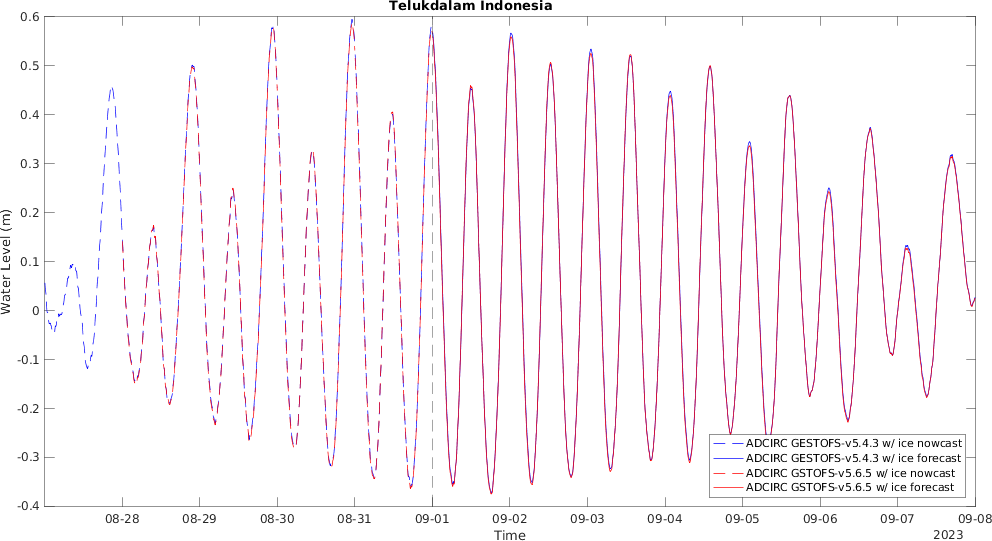 Telukdalam Indonesia
0.6
0.5
0.4
0.3
0.2
0.1
0
-0.1
-0.2
-0.3
-0.4
Water Level (m)
ADCIRC GESTOFS-v5.4.3 w/ ice nowcast
ADCIRC GESTOFS-v5.4.3 w/ ice forecast
ADCIRC GSTOFS-v5.6.5 w/ ice nowcast
ADCIRC GSTOFS-v5.6.5 w/ ice forecast
08-28 08-29 08-30 08-31 09-01 09-02 09-03 09-04 09-05 09-06 09-07 09-08
Time
2023